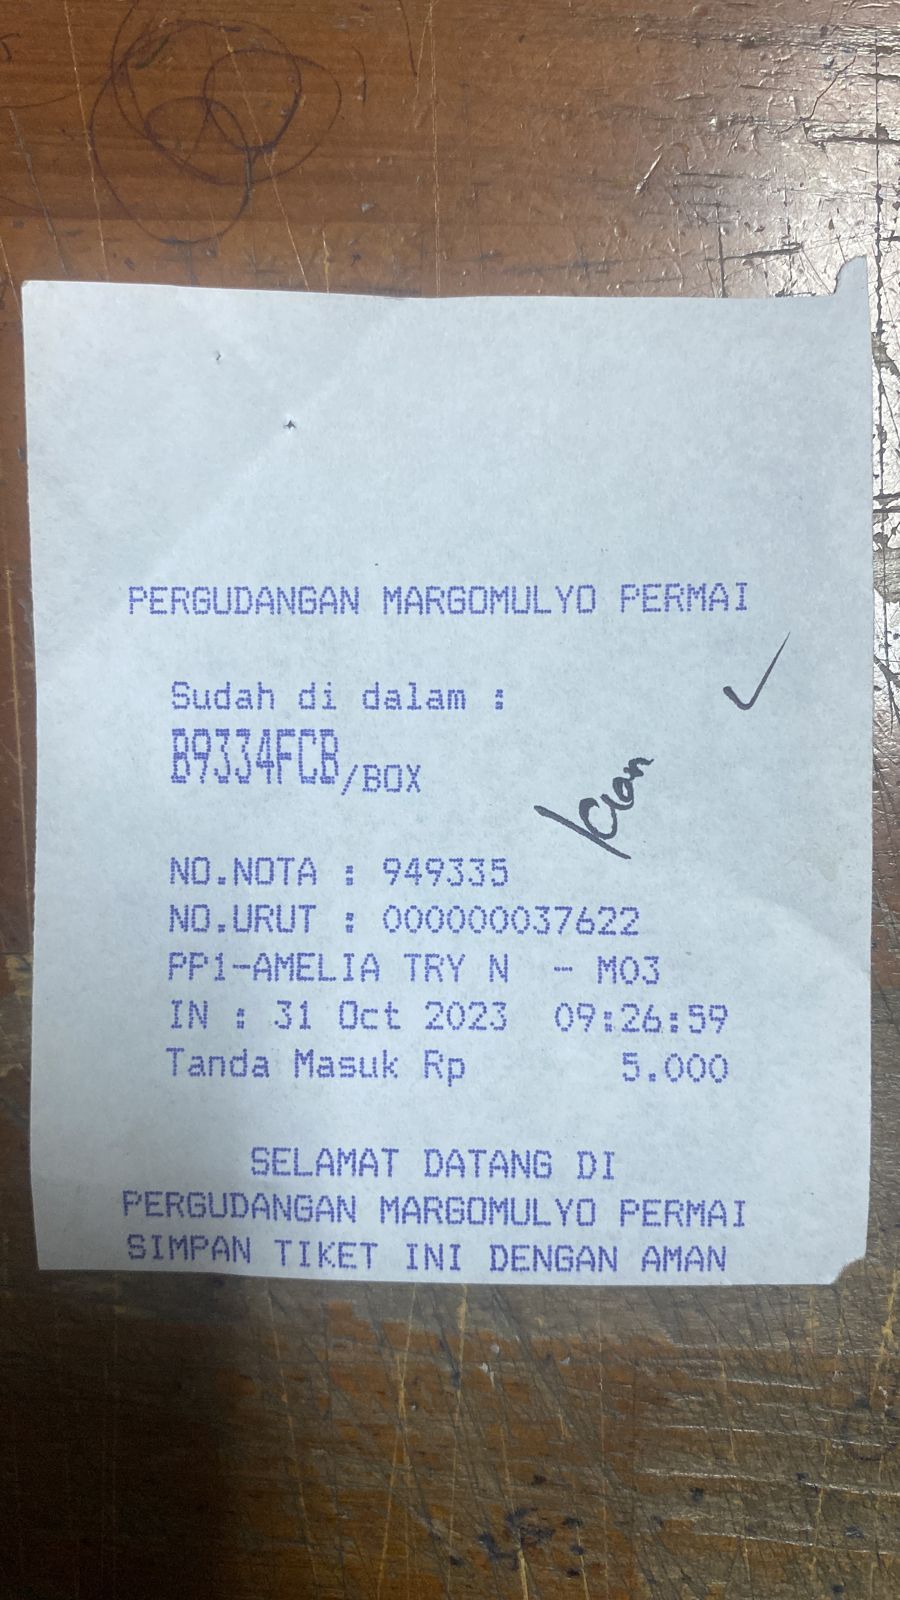 PERGUDANGAN MARGOMULYO PERMAI
Sudah di dalam :
B9334FCB/BOX
NO.NOTA : 949335
NO.URUT : 000000037622
PP1-AMELIA TRY N - M03
IN : 31 Oct 2023 09:26:59
Tanda Masuk Rp 5.000
SELAMAT DATANG DI
PERGUDANGAN MARGOMULYO PERMAI
SIMPAN TIKET INI DENGAN AMAN